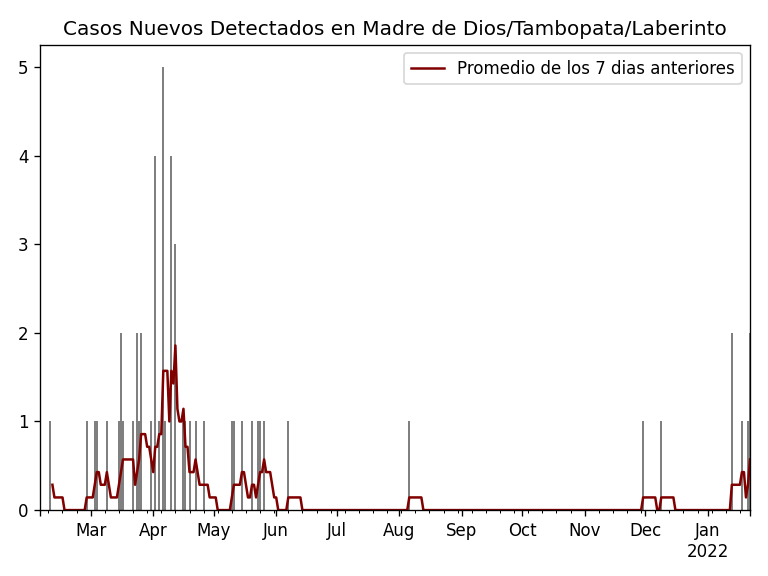 Casos Nuevos Detectados en Madre de Dios/Tambopata/Laberinto
Promedio de los 7 dias anteriores
5
4
3
2
1
0
Mar Apr May Jun Jul Aug Sep Oct Nov Dec Jan
2022